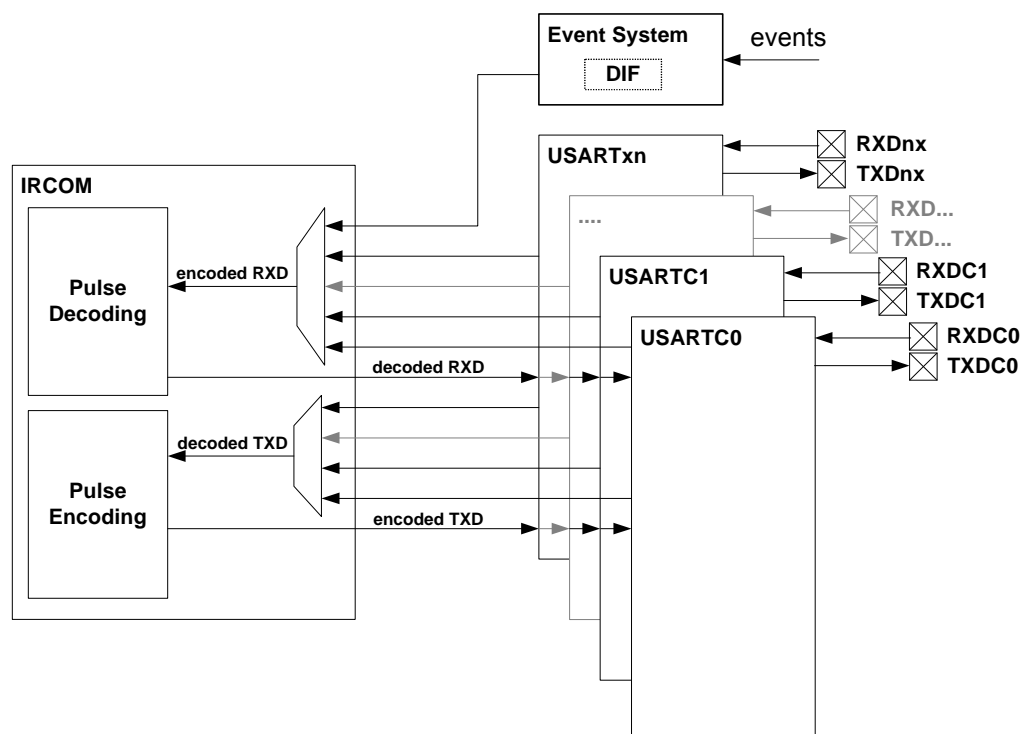 Event System
events
DIF
RXDnx
USARTxn
TXDnx
IRCOM
....
RXD...
TXD...
encoded RXD
USARTC1
RXDC1
Pulse
Decoding
TXDC1
USARTC0
RXDC0
decoded RXD
TXDC0
decoded TXD
Pulse
Encoding
encoded TXD